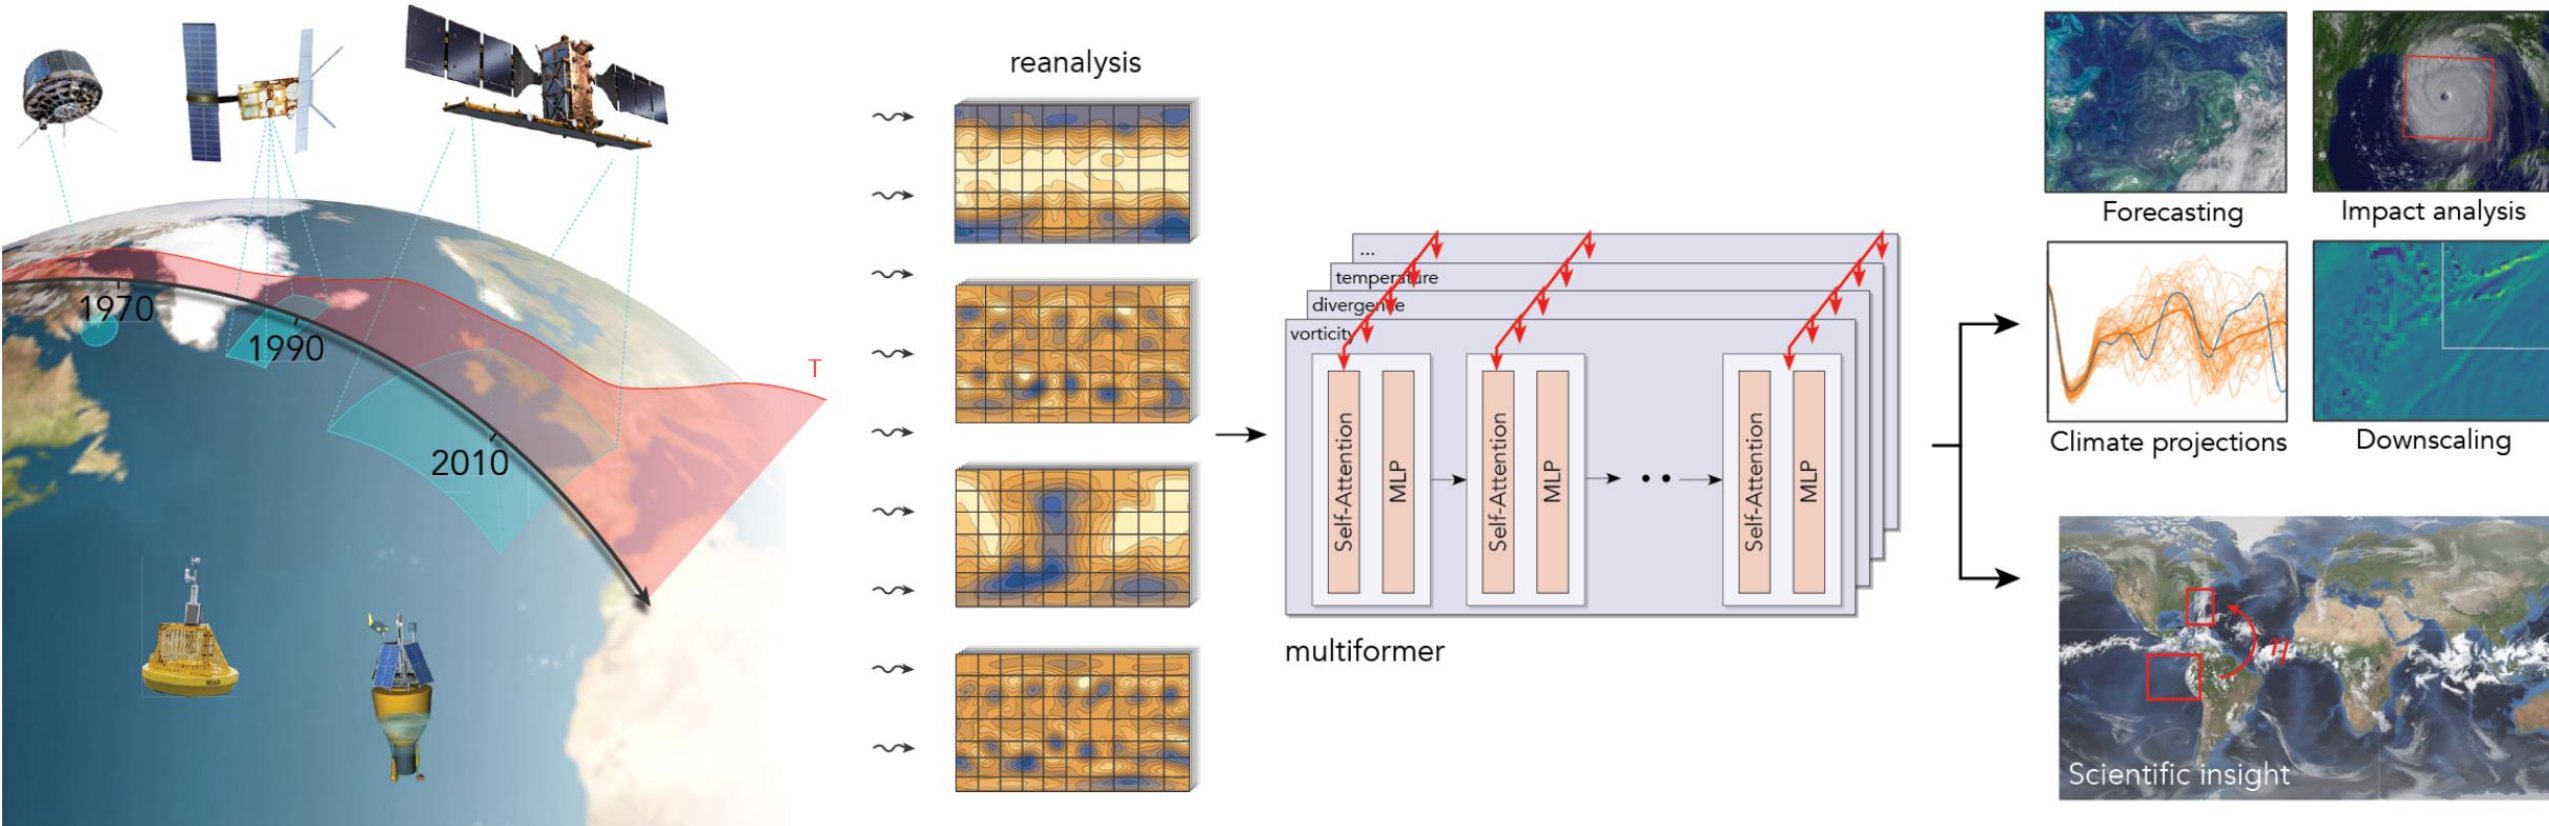 1970
1990
2010
T
reanalysis
...
temperature
divergence
vorticity
Self-Attention
MLP
Self-Attention
MLP
Self-Attention
MLP
multiformer
Forecasting
Impact analysis
Climate projections
Downscaling
η
Scientific insight